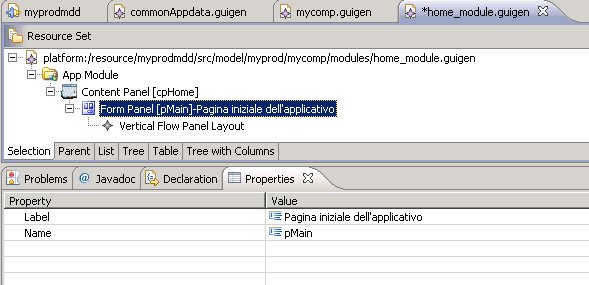 myprodmdd commonAppdata.guigen mycomp.guigen *home_module.guigen
Resource Set
platform:/resource/myprodmdd/src/model/myprod/mycomp/modules/home_module.guigen
App Module
Content Panel [cpHome]
Form Panel [pMain]-Pagina iniziale dell'applicativo
Vertical Flow Panel Layout
Selection Parent List Tree Table Tree with Columns
Problems @ Javadoc Declaration Properties
Property Value
Label Pagina iniziale dell'applicativo
Name pMain